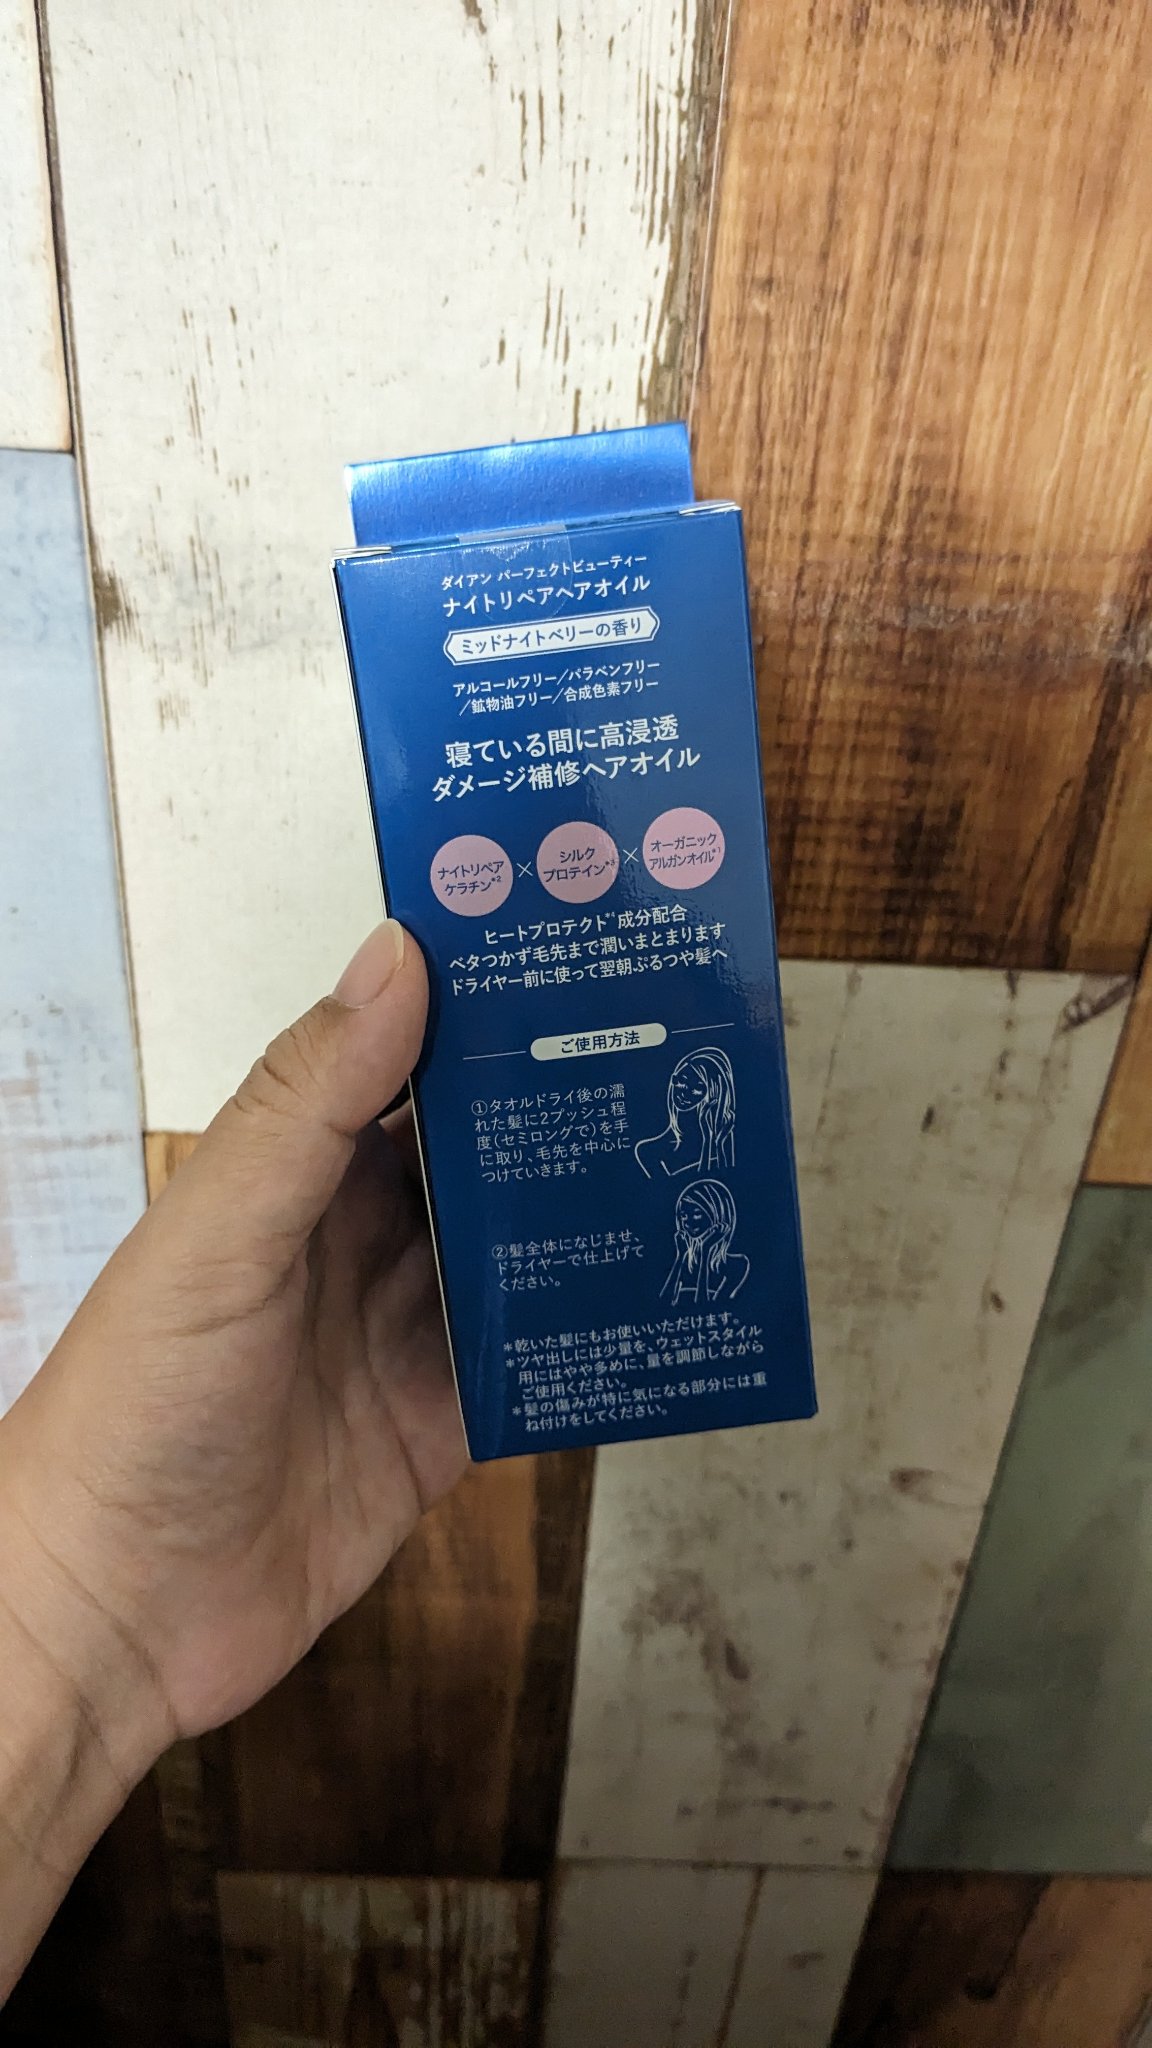 ダイアン パーフェクトビューティー
ナイトリペアヘアオイル
ミッドナイトベリーの香り
アルコールフリー/パラベンフリー
/鉱物油フリー/合成色素フリー
寝ている間に高浸透
ダメージ補修ヘアオイル
ナイトリペア
ケラチン*2
×
シルク
プロテイン*3
×
オーガニック
アルガンオイル*1
ヒートプロテクト*4成分配合
ベタつかず毛先まで潤いまとまります
ドライヤー前に使って翌朝ぷるつや髪へ
ご使用方法
①タオルドライ後の濡
れた髪に2プッシュ程
度(セミロングで)を手
に取り、毛先を中心に
つけていきます。
②髪全体になじませ、
ドライヤーで仕上げて
ください。
*乾いた髪にもお使いいただけます。
*ツヤ出しには少量を、ウェットスタイル
用にはやや多めに、量を調節しながら
ご使用ください。
*髪の傷みが特に気になる部分には重
ね付けをしてください。